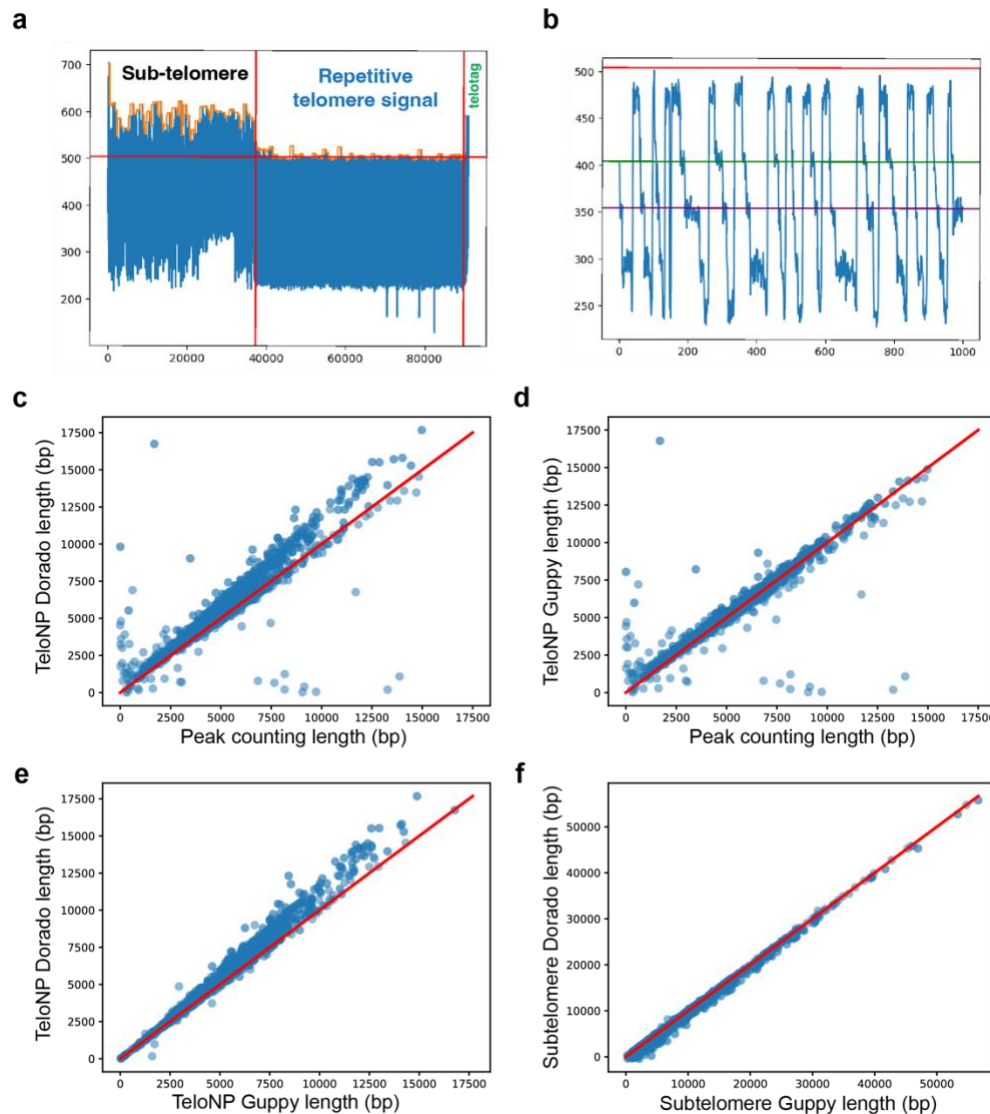 a
700
600
500
400
300
200
Sub-telomere
Repetitive
telomere signal
telotag
0 20000 40000 60000 80000
b
500
450
400
350
300
250
0 200 400 600 800 1000
c
TeloNP Dorado length (bp)
17500
15000
12500
10000
7500
5000
2500
0
0 2500 5000 7500 10000 12500 15000 17500
Peak counting length (bp)
d
TeloNP Guppy length (bp)
17500
15000
12500
10000
7500
5000
2500
0
0 2500 5000 7500 10000 12500 15000 17500
Peak counting length (bp)
e
TeloNP Dorado length (bp)
17500
15000
12500
10000
7500
5000
2500
0
0 2500 5000 7500 10000 12500 15000 17500
TeloNP Guppy length (bp)
f
Subtelomere Dorado length (bp)
50000
40000
30000
20000
10000
0
0 10000 20000 30000 40000 50000
Subtelomere Guppy length (bp)